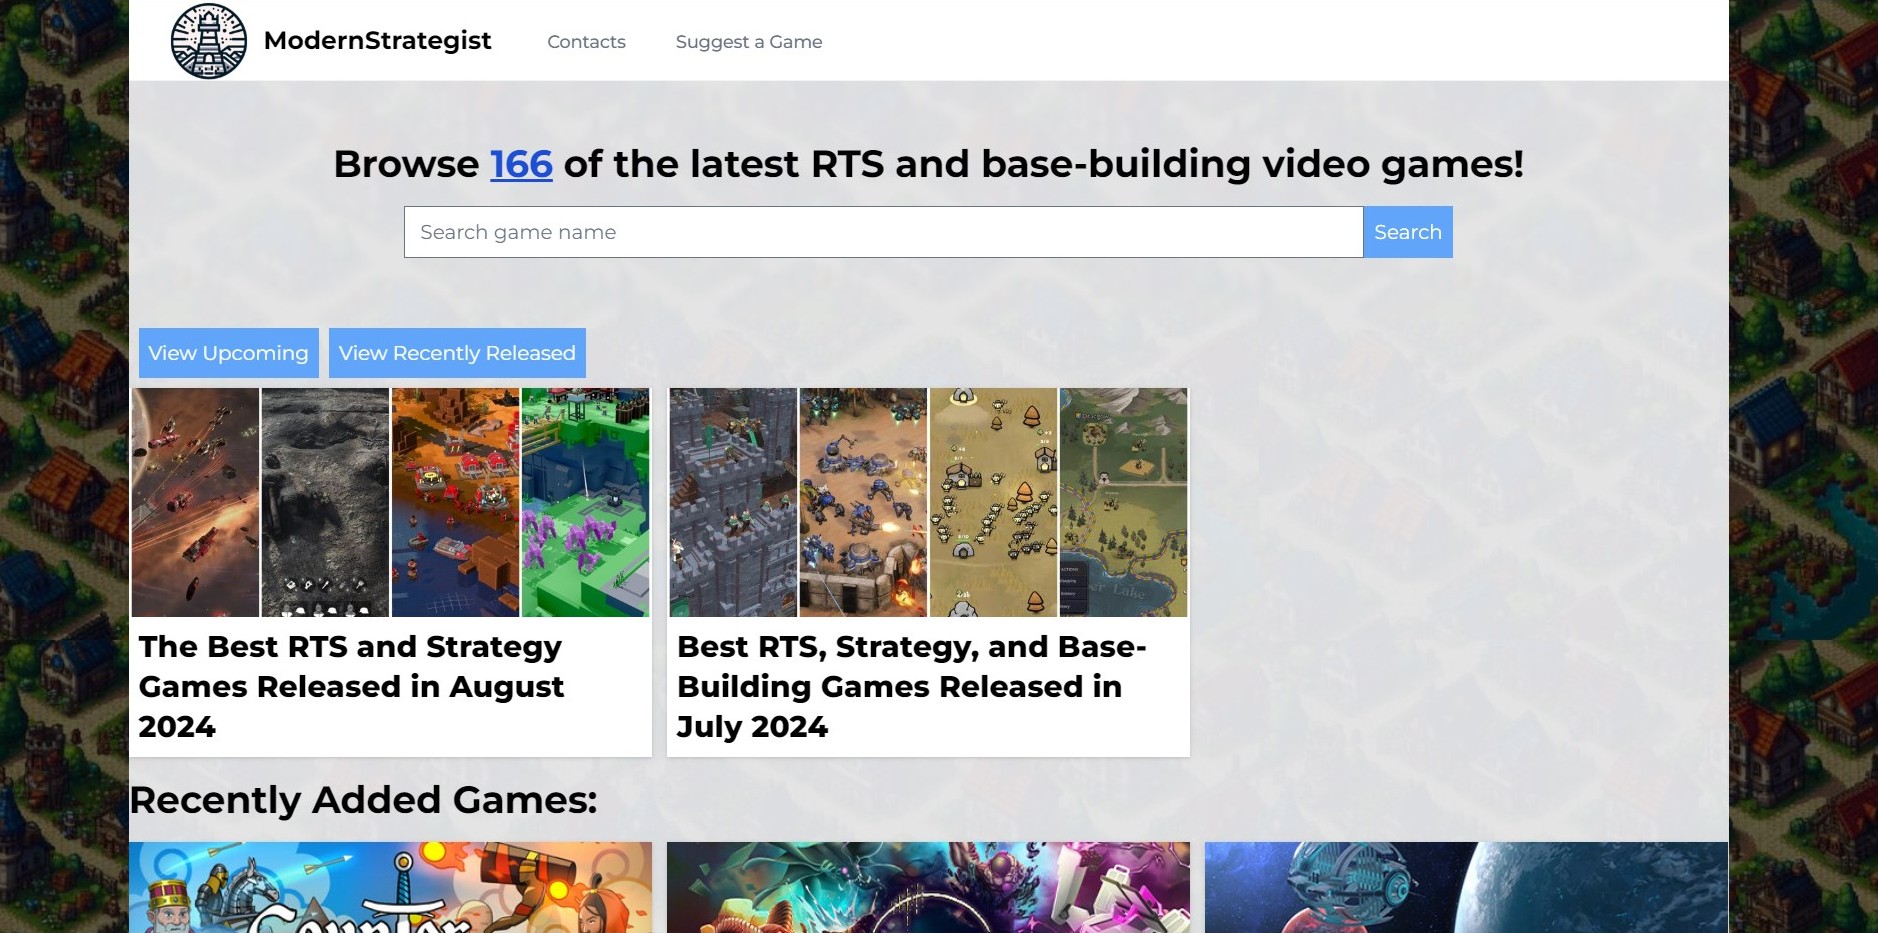 ModernStrategist
Contacts
Suggest a Game
Browse 166 of the latest RTS and base-building video games!
Search game name
Search
View Upcoming
View Recently Released
The Best RTS and Strategy
Games Released in August
2024
Best RTS, Strategy, and Base-
Building Games Released in
July 2024
Recently Added Games:
Counter